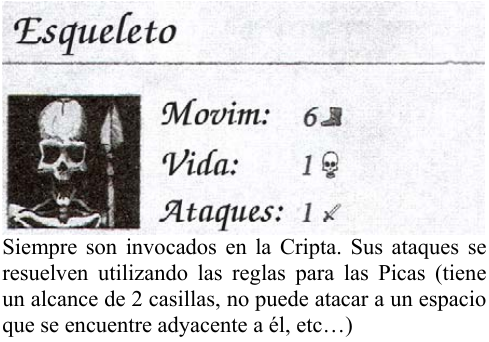 Esqueleto
Movim: 6
Vida: 1
Ataques: 1
Siempre son invocados en la Cripta. Sus ataques se
resuelven utilizando las reglas para las Picas (tiene
un alcance de 2 casillas, no puede atacar a un espacio
que se encuentre adyacente a él, etc…)